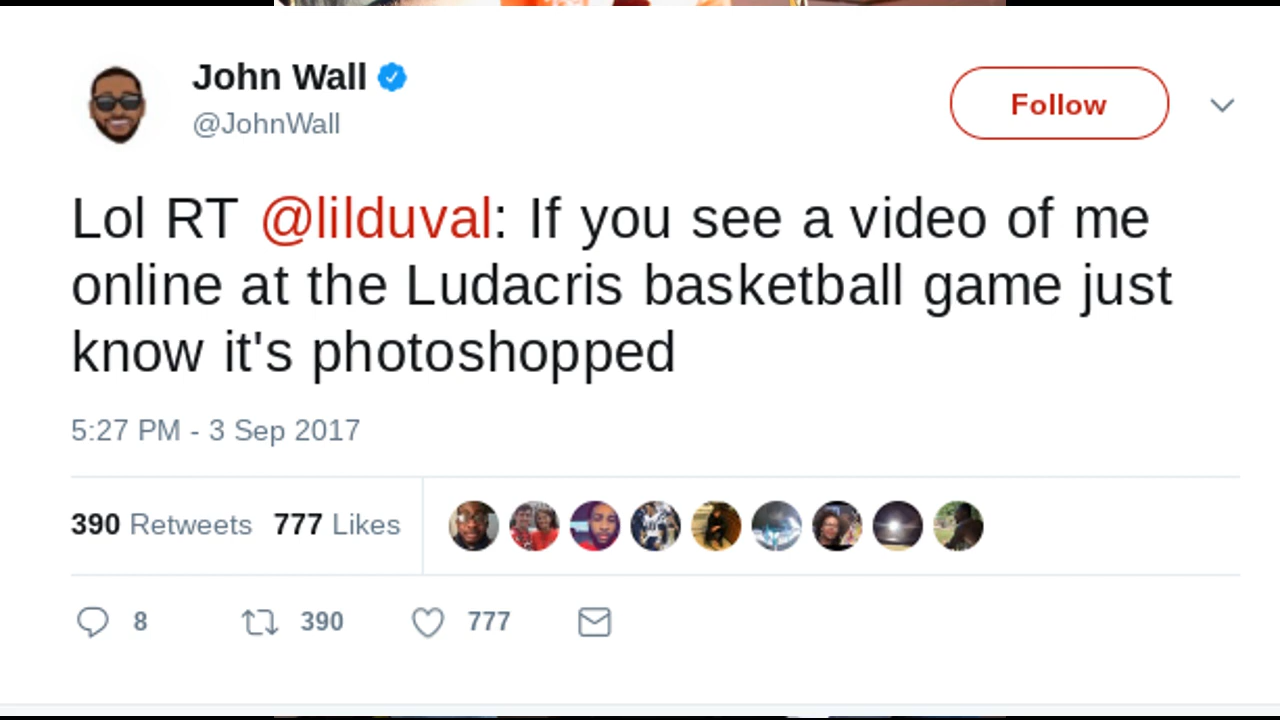 John Wall
@JohnWall
Follow
Lol RT @lilduval: If you see a video of me
online at the Ludacris basketball game just
know it's photoshopped
5:27 PM - 3 Sep 2017
390 Retweets 777 Likes
8 390 777